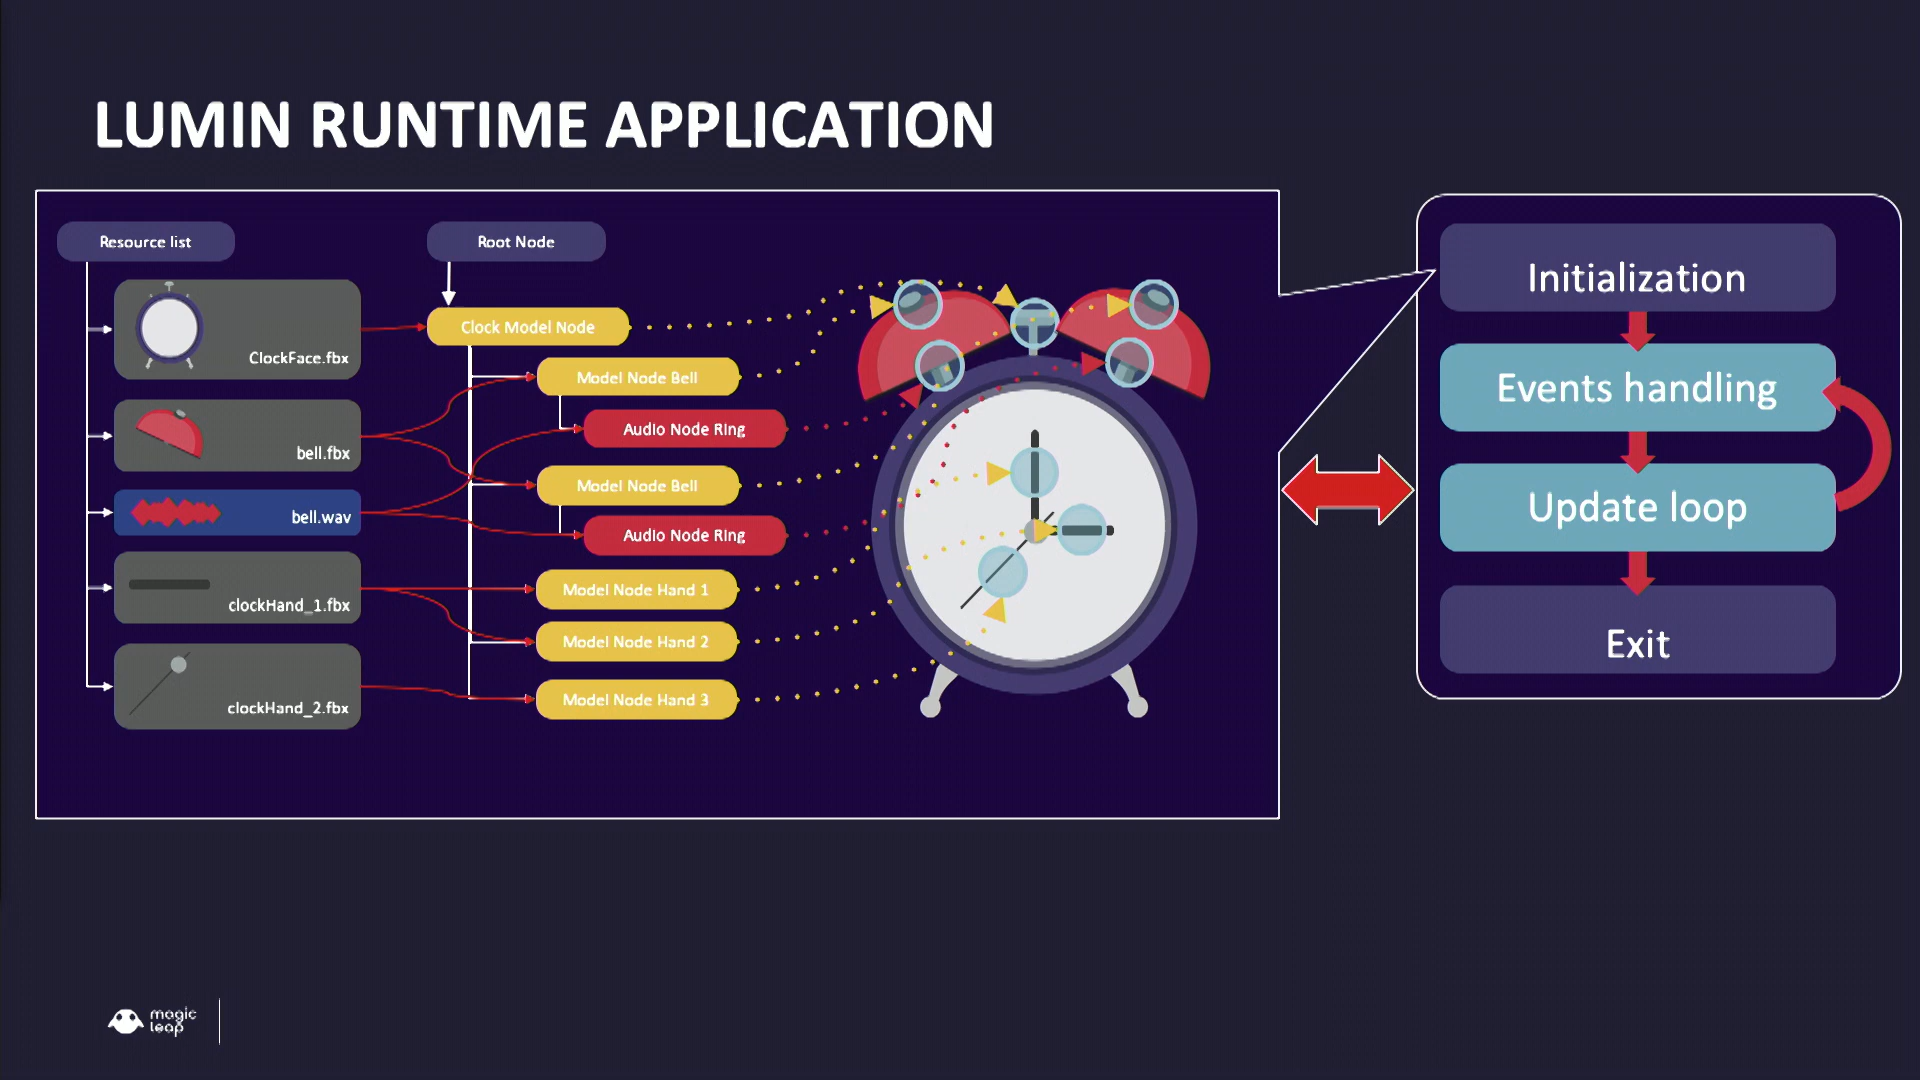 LUMIN RUNTIME APPLICATION
Resource list
ClockFace.fbx
bell.fbx
bell.wav
clockHand_1.fbx
clockHand_2.fbx
Root Node
Clock Model Node
Model Node Bell
Audio Node Ring
Model Node Bell
Audio Node Ring
Model Node Hand 1
Model Node Hand 2
Model Node Hand 3
Initialization
Events handling
Update loop
Exit
magic
leap